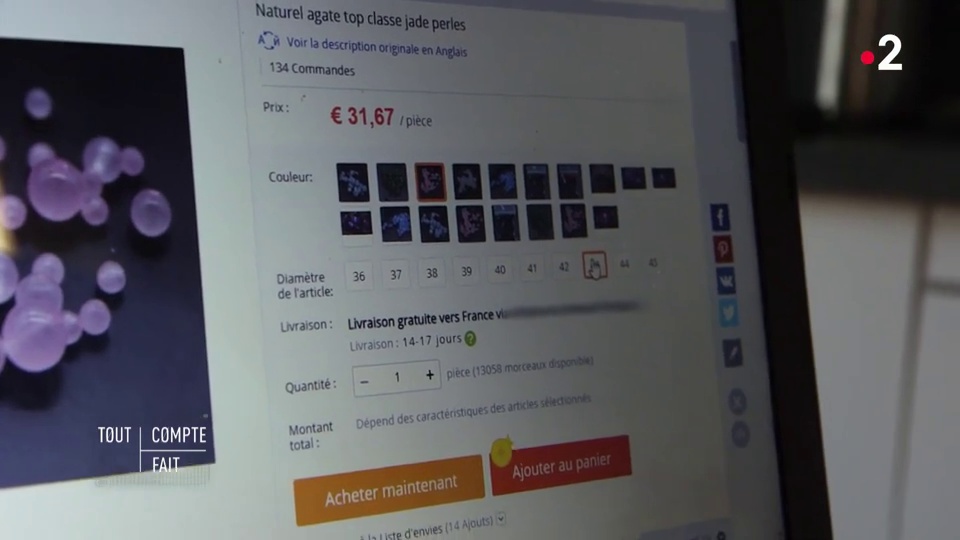 Naturel agate top classe jade perles
Voir la description originale en Anglais
134 Commandes
Prix :
€ 31,67 / pièce
Couleur:
Diamètre de l'article:
36 37 38 39 40 41 42 44 45
Livraison :
Livraison gratuite vers France
Livraison : 14-17 jours
Quantité :
− 1 + pièce (13058 morceaux disponible)
Montant total :
Dépend des caractéristiques des articles sélectionnés
Acheter maintenant
Ajouter au panier
à la Liste d'envies (14 Ajouts)
2
TOUT COMPTE
FAIT